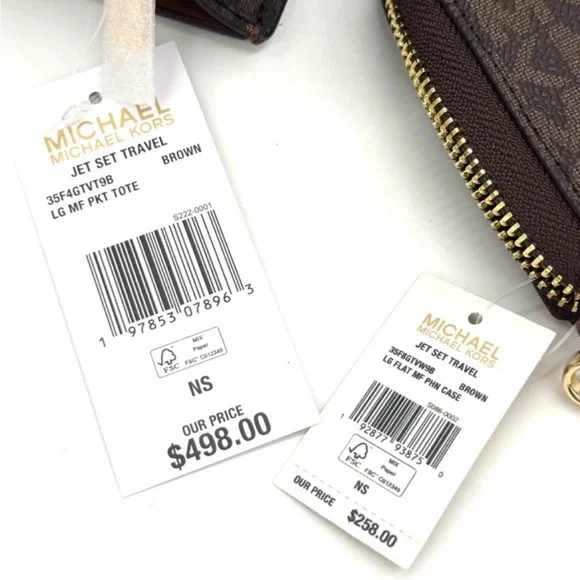 MICHAEL
MICHAEL KORS
JET SET TRAVEL
35F4GTVT9B BROWN
LG MF PKT TOTE
S222-0001
1 97853 07896 3
MIX
Paper
FSC FSC® C012345
NS
OUR PRICE
$498.00
MICHAEL
MICHAEL KORS
JET SET TRAVEL
35F8GTVW9B BROWN
LG FLAT MF PHN CASE
S086-0002
1 92877 93875 0
MIX
Paper
FSC FSC® C012345
NS
OUR PRICE
$258.00